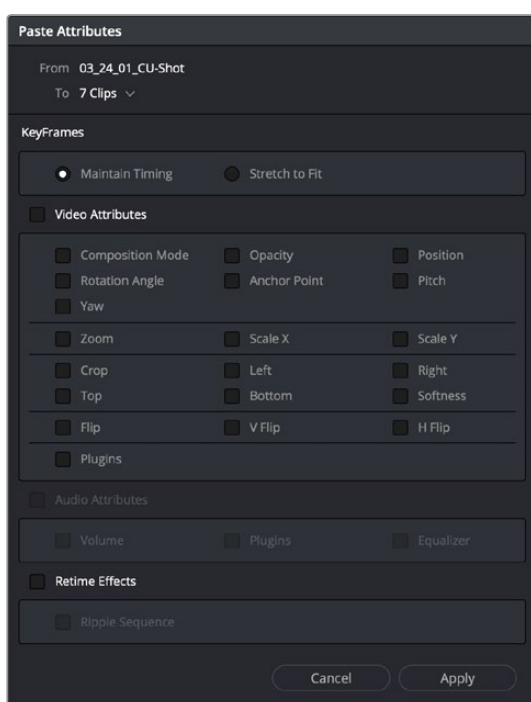 Paste Attributes
From 03_24_01_CU-Shot
To 7 Clips
KeyFrames
Maintain Timing Stretch to Fit
Video Attributes
Composition Mode Opacity Position
Rotation Angle Anchor Point Pitch
Yaw
Zoom Scale X Scale Y
Crop Left Right
Top Bottom Softness
Flip V Flip H Flip
Plugins
Audio Attributes
Volume Plugins Equalizer
Retime Effects
Ripple Sequence
Cancel Apply